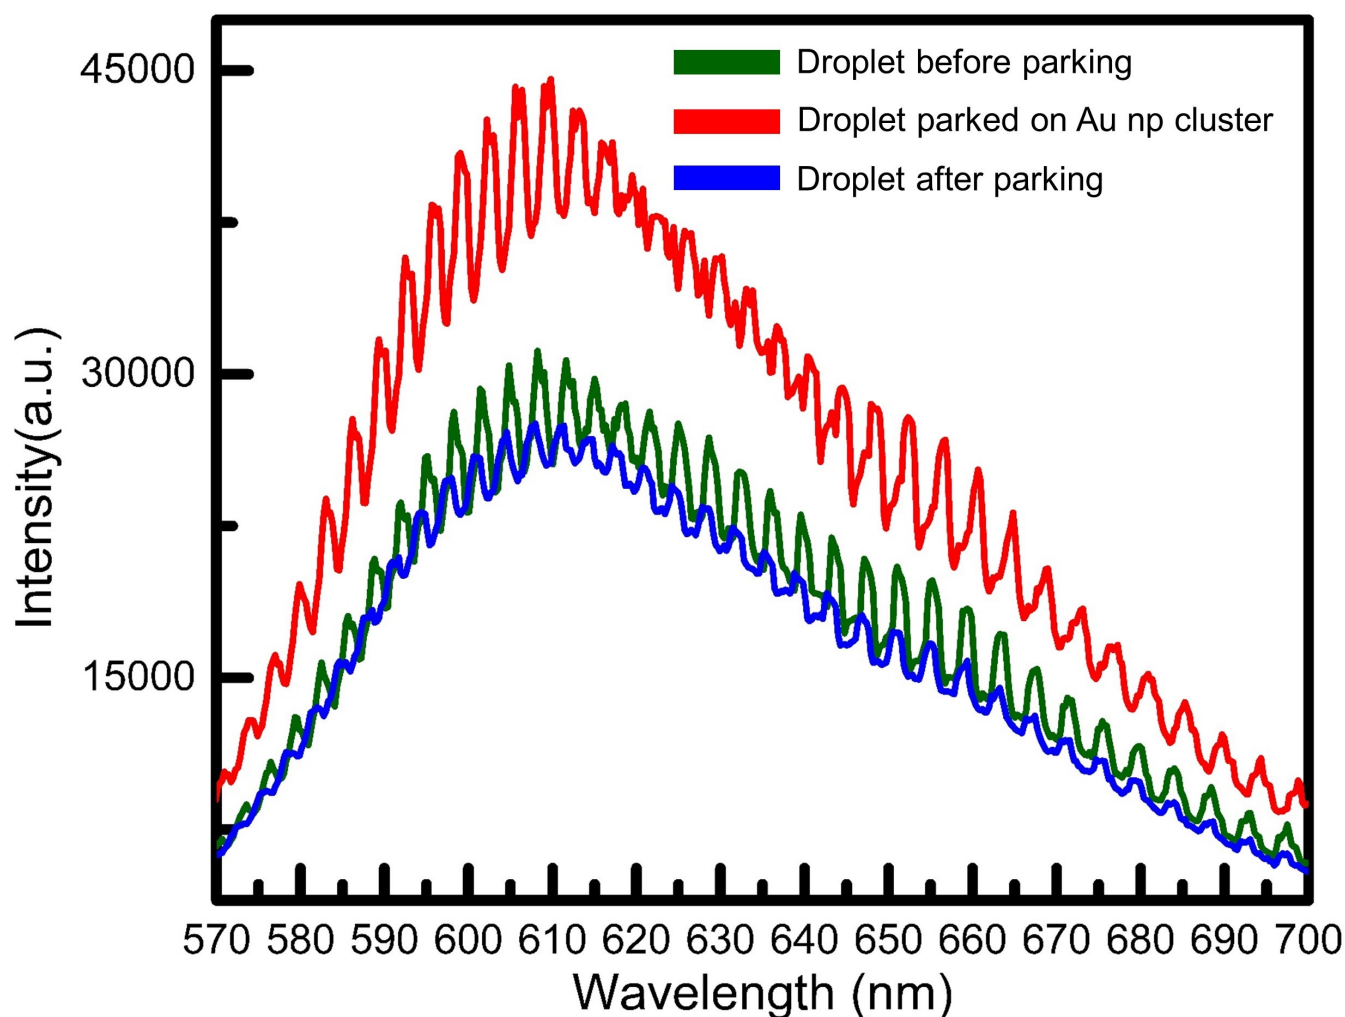 45000
30000
15000
Intensity(a.u.)
Droplet before parking
Droplet parked on Au np cluster
Droplet after parking
570 580 590 600 610 620 630 640 650 660 670 680 690 700
Wavelength (nm)